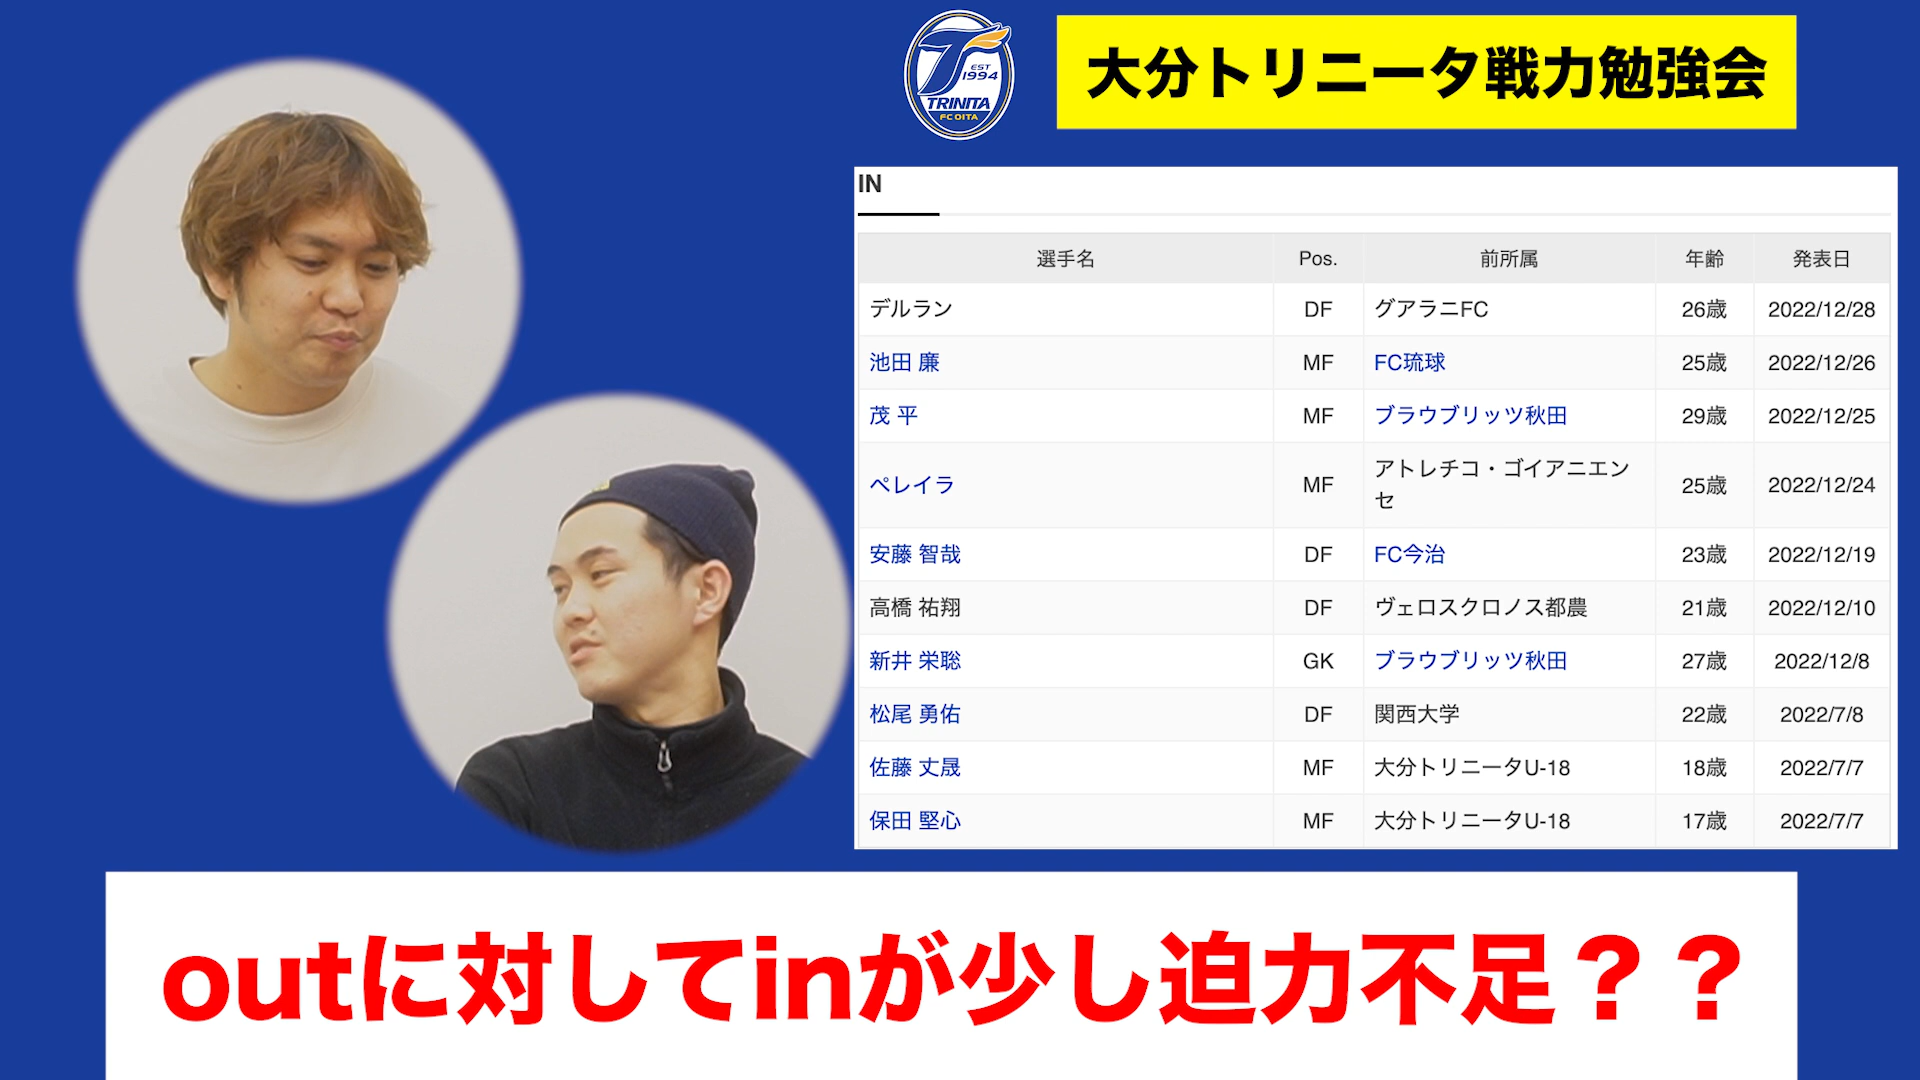 EST
1994
TRINITA
FC OITA
大分トリニータ戦力勉強会
IN
選手名 Pos. 前所属 年齢 発表日
デルラン DF グアラニFC 26歳 2022/12/28
池田 廉 MF FC琉球 25歳 2022/12/26
茂 平 MF ブラウブリッツ秋田 29歳 2022/12/25
ペレイラ MF アトレチコ・ゴイアニエン
セ 25歳 2022/12/24
安藤 智哉 DF FC今治 23歳 2022/12/19
高橋 祐翔 DF ヴェロスクロノス都農 21歳 2022/12/10
新井 栄聡 GK ブラウブリッツ秋田 27歳 2022/12/8
松尾 勇佑 DF 関西大学 22歳 2022/7/8
佐藤 丈晟 MF 大分トリニータU-18 18歳 2022/7/7
保田 堅心 MF 大分トリニータU-18 17歳 2022/7/7
outに対してinが少し迫力不足？？